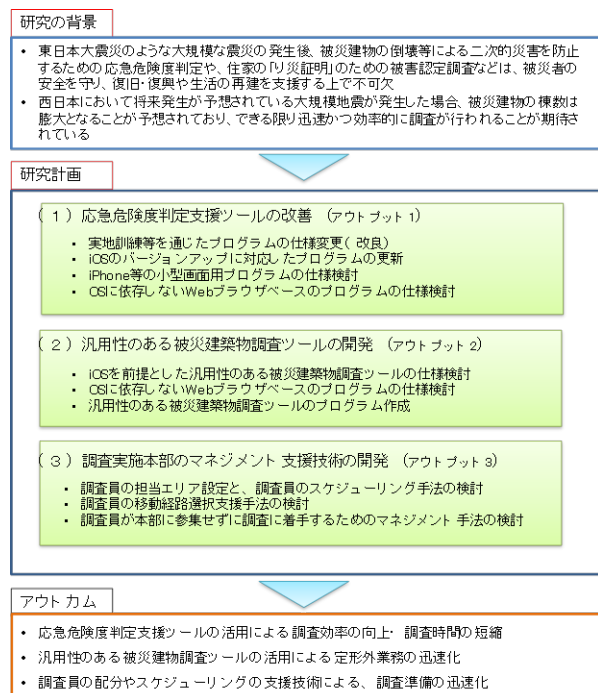 研究の背景
• 東日本大震災のような大規模な震災の発生後、被災建物の倒壊等による二次的災害を防止
するための応急危険度判定や、住家の「り災証明」のための被害認定調査などは、被災者の
安全を守り、復旧・復興や生活の再建を支援する上で不可欠
• 西日本において将来発生が予想されている大規模地震が発生した場合、被災建物の棟数は
膨大となることが予想されており、できる限り迅速かつ効率的に調査が行われることが期待さ
れている
研究計画
(1) 応急危険度判定支援ツールの改善 (アウトプット1)
• 実地訓練等を通じたプログラムの仕様変更(改良)
• iOSのバージョンアップに対応したプログラムの更新
• iPhone等の小型画面用プログラムの仕様検討
• OSに依存しないWebブラウザベースのプログラムの仕様検討
(2) 汎用性のある被災建築物調査ツールの開発 (アウトプット2)
• iOSを前提とした汎用性のある被災建築物調査ツールの仕様検討
• OSに依存しないWebブラウザベースのプログラムの仕様検討
• 汎用性のある被災建築物調査ツールのプログラム作成
(3) 調査実施本部のマネジメント支援技術の開発 (アウトプット3)
• 調査員の担当エリア設定と、調査員のスケジューリング手法の検討
• 調査員の移動経路選択支援手法の検討
• 調査員が本部に参集せずに調査に着手するためのマネジメント手法の検討
アウトカム
• 応急危険度判定支援ツールの活用による調査効率の向上・調査時間の短縮
• 汎用性のある被災建物調査ツールの活用による定形外業務の迅速化
• 調査員の配分やスケジューリングの支援技術による、調査準備の迅速化